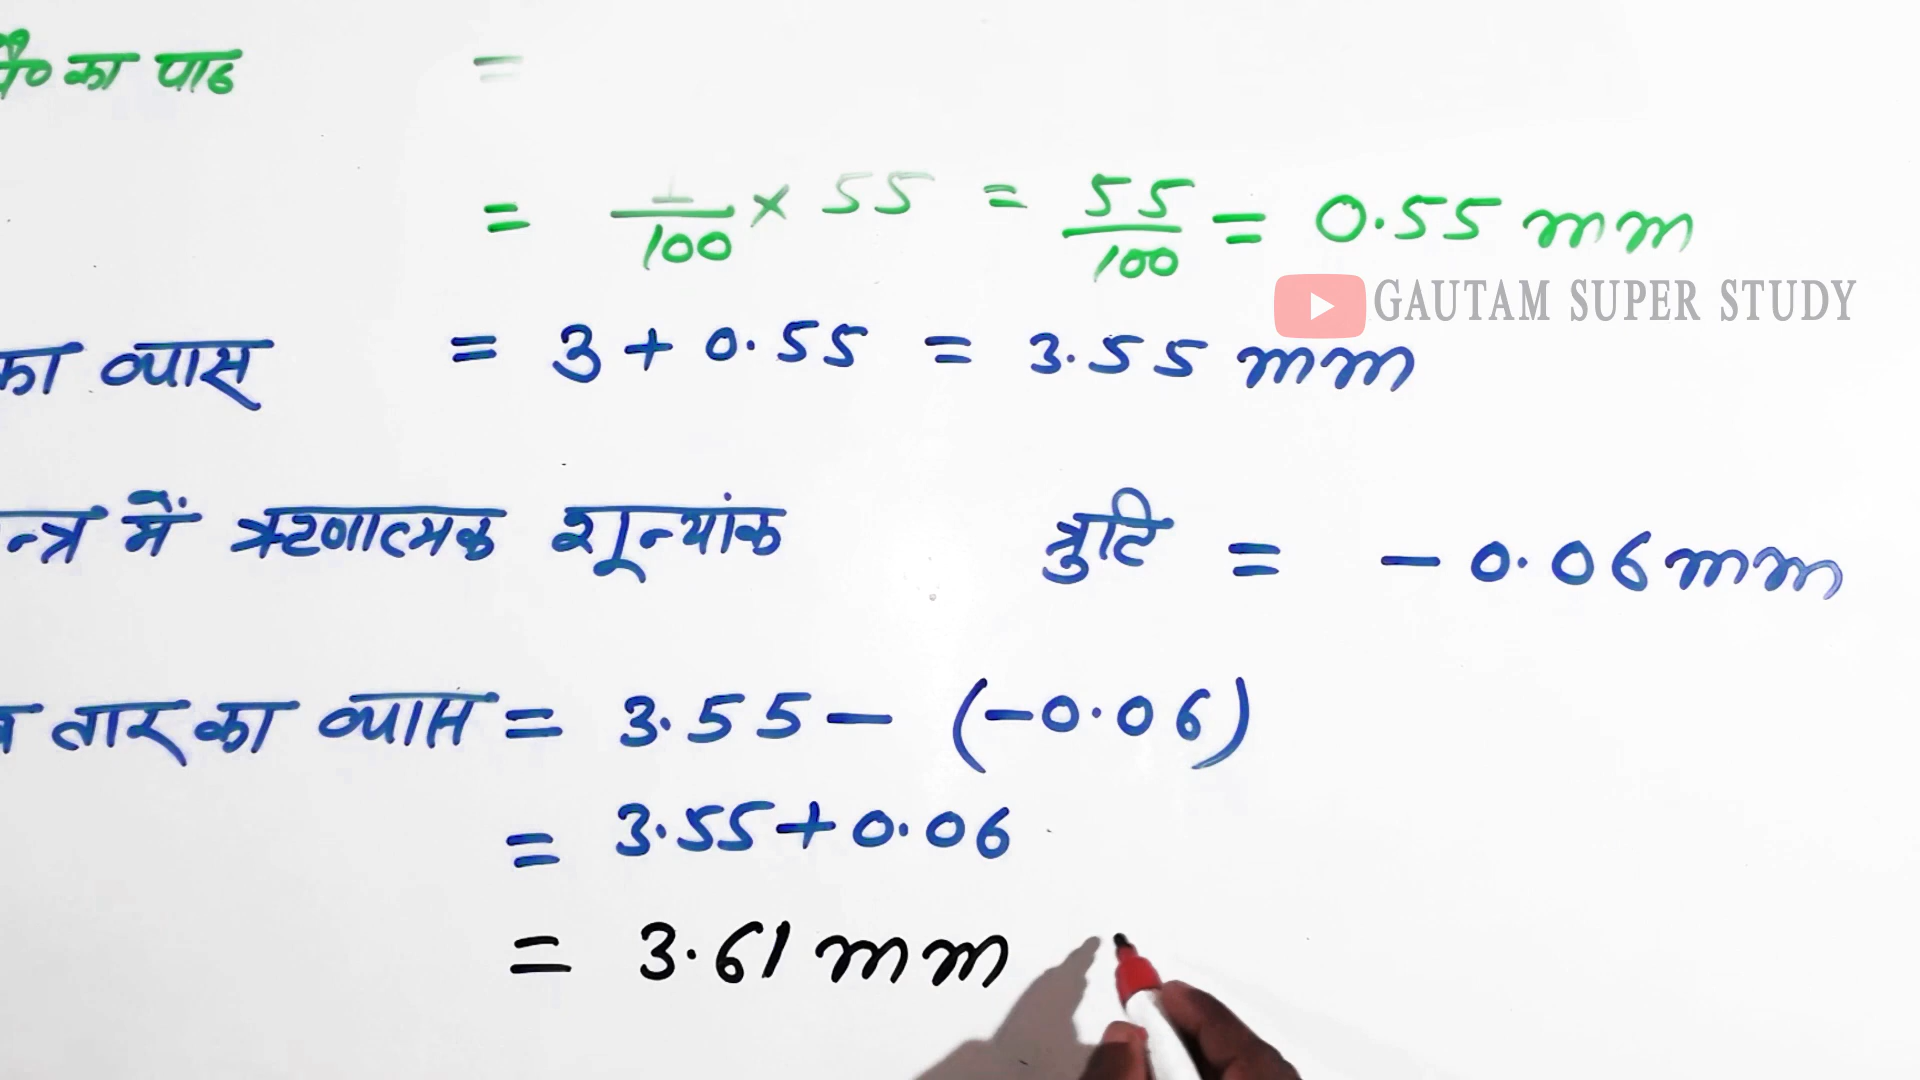 का पाठ =
= 1/100 × 55 = 55/100 = 0.55 mm
GAUTAM SUPER STUDY
का व्यास = 3 + 0.55 = 3.55 mm
न्त्र में ऋणात्मक शून्यांक त्रुटि = - 0.06 mm
तार का व्यास = 3.55 - (-0.06)
= 3.55 + 0.06
= 3.61 mm